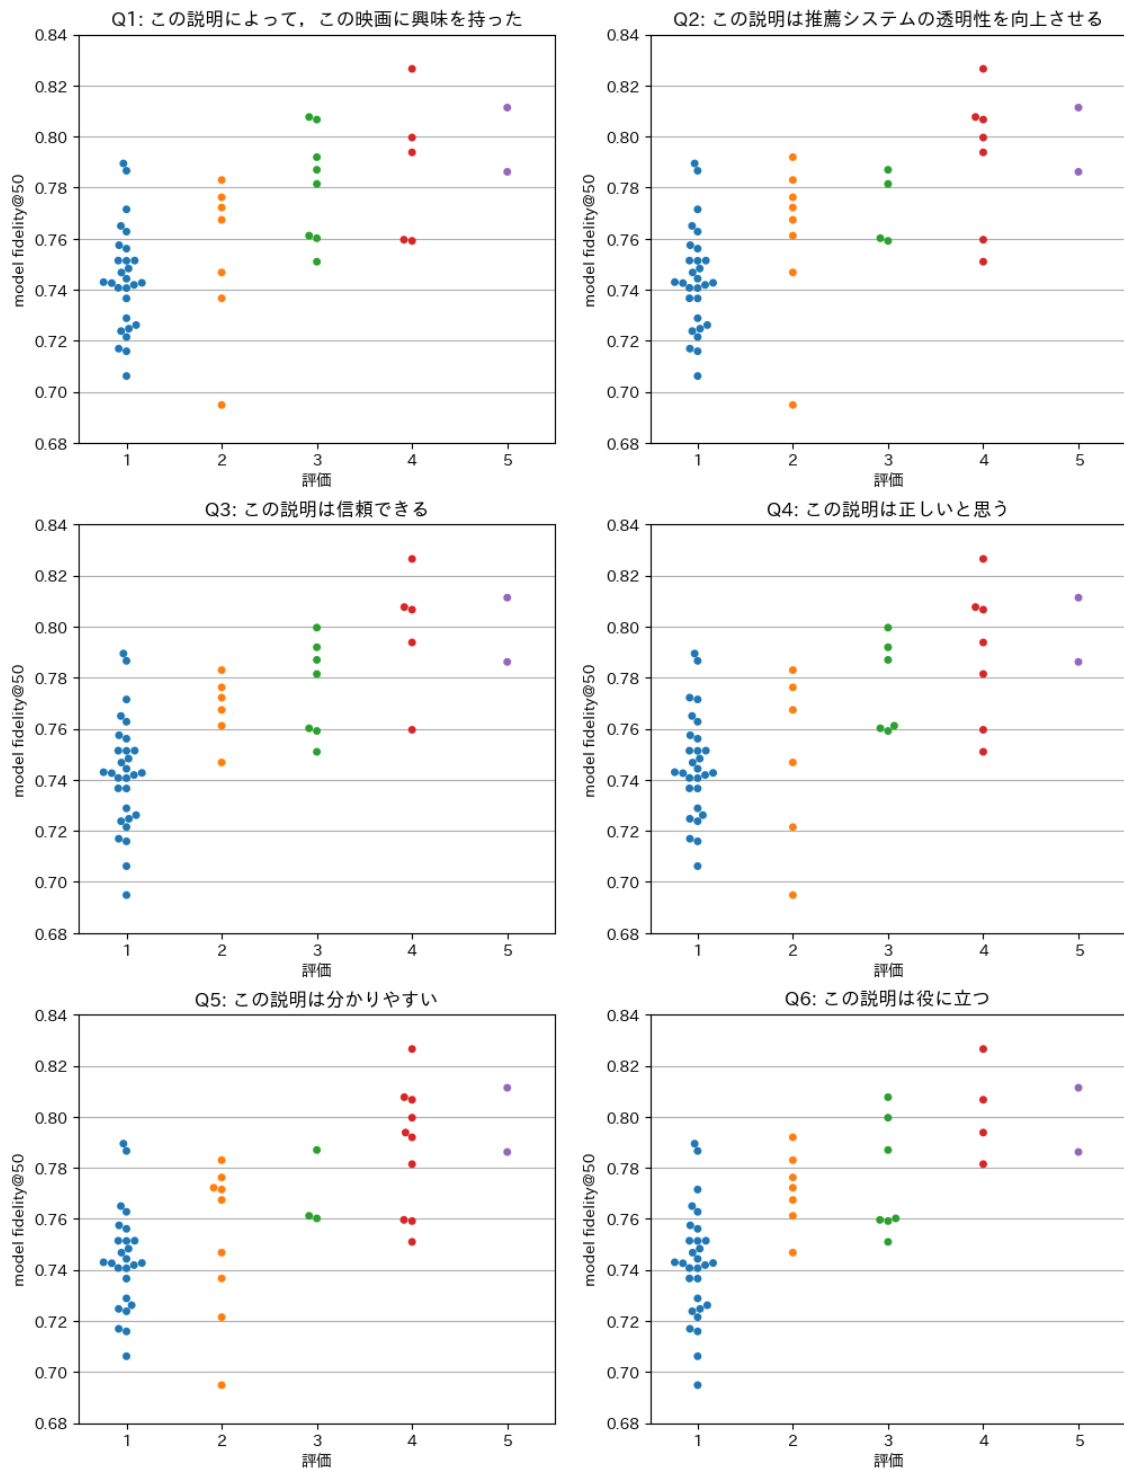 Q1: この説明によって，この映画に興味を持った
0.84
0.82
0.80
0.78
0.76
0.74
0.72
0.70
0.68
model fidelity@50
1 2 3 4 5
評価
Q2: この説明は推薦システムの透明性を向上させる
0.84
0.82
0.80
0.78
0.76
0.74
0.72
0.70
0.68
model fidelity@50
1 2 3 4 5
評価
Q3: この説明は信頼できる
0.84
0.82
0.80
0.78
0.76
0.74
0.72
0.70
0.68
model fidelity@50
1 2 3 4 5
評価
Q4: この説明は正しいと思う
0.84
0.82
0.80
0.78
0.76
0.74
0.72
0.70
0.68
model fidelity@50
1 2 3 4 5
評価
Q5: この説明は分かりやすい
0.84
0.82
0.80
0.78
0.76
0.74
0.72
0.70
0.68
model fidelity@50
1 2 3 4 5
評価
Q6: この説明は役に立つ
0.84
0.82
0.80
0.78
0.76
0.74
0.72
0.70
0.68
model fidelity@50
1 2 3 4 5
評価